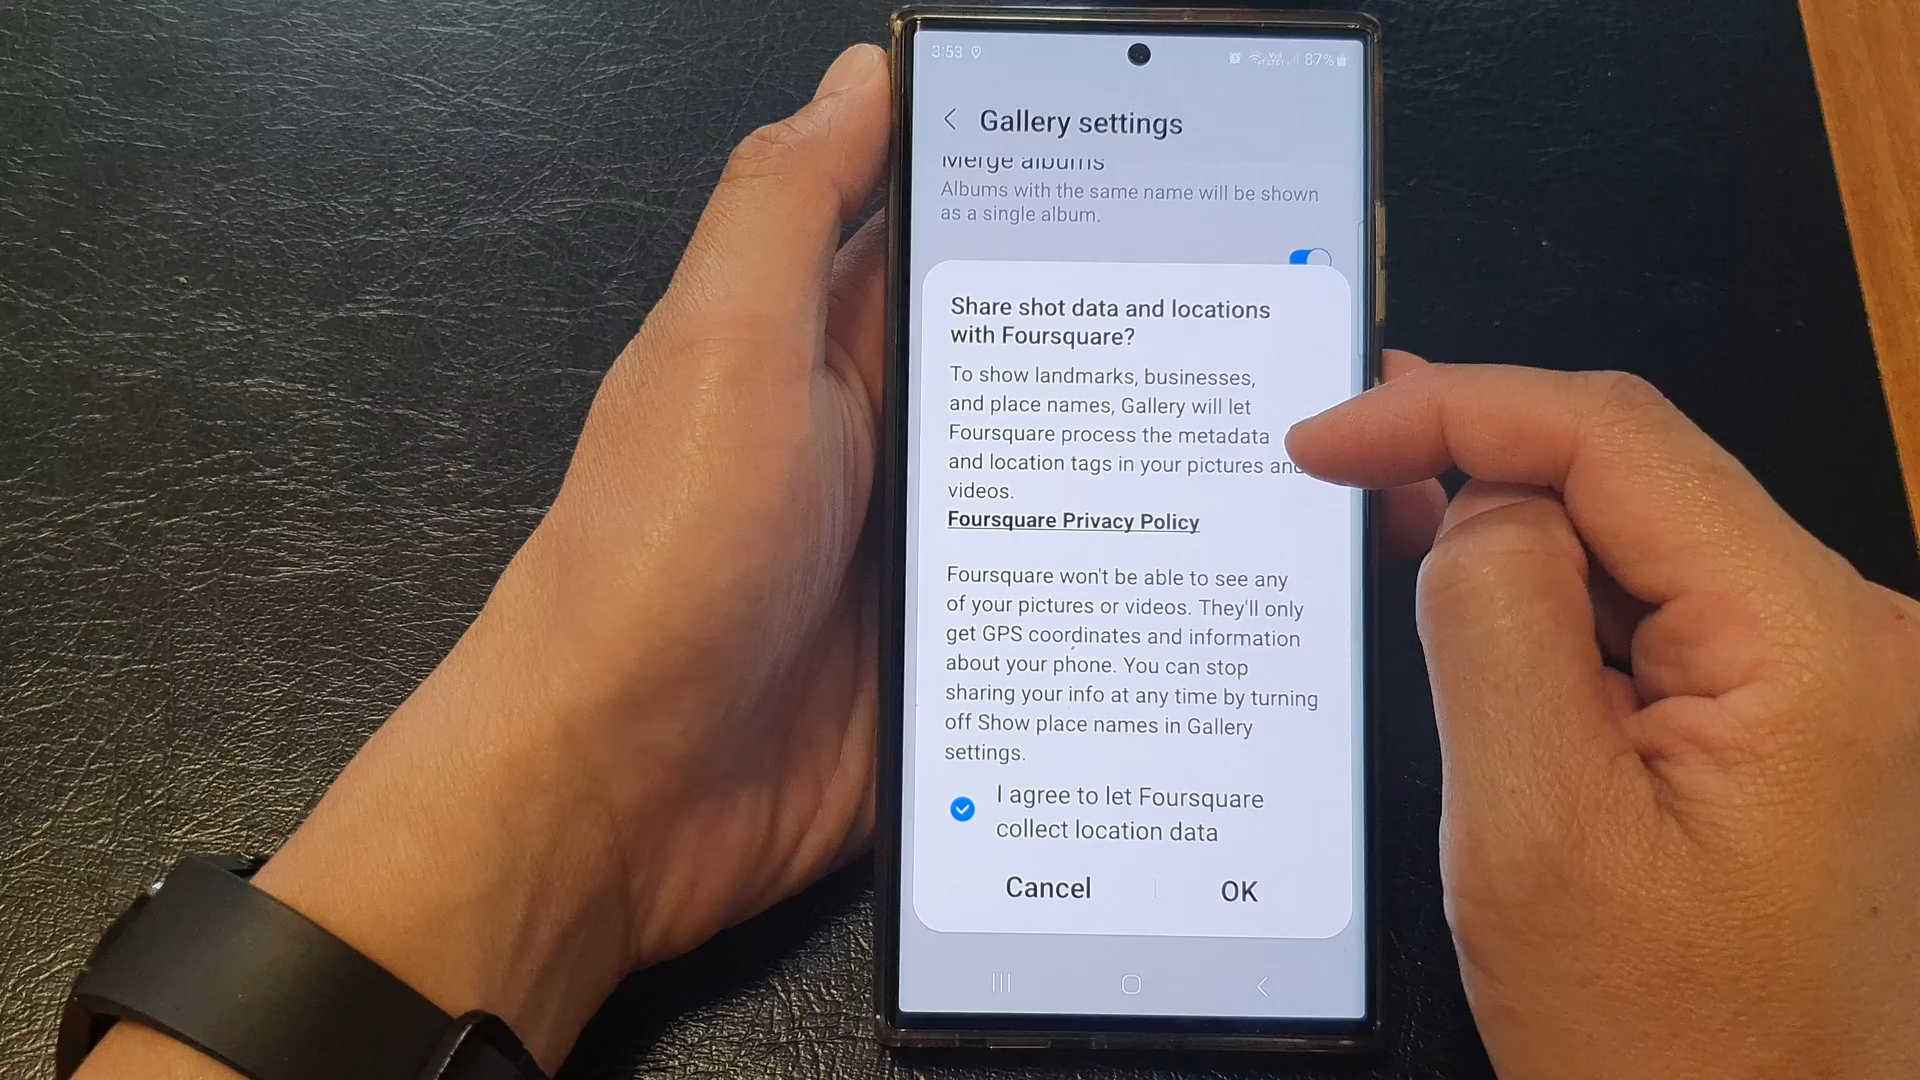 3:53
87%
Gallery settings
Merge albums
Albums with the same name will be shown
as a single album.
Share shot data and locations
with Foursquare?
To show landmarks, businesses,
and place names, Gallery will let
Foursquare process the metadata
and location tags in your pictures and
videos.
Foursquare Privacy Policy
Foursquare won't be able to see any
of your pictures or videos. They'll only
get GPS coordinates and information
about your phone. You can stop
sharing your info at any time by turning
off Show place names in Gallery
settings.
I agree to let Foursquare
collect location data
Cancel
OK